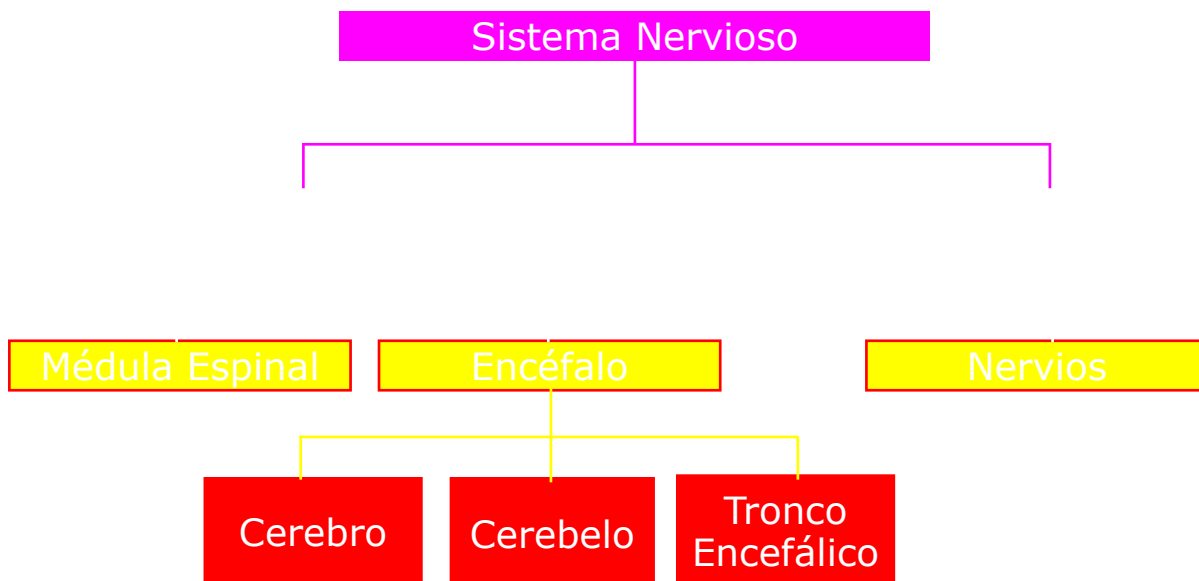 Sistema Nervioso
Médula Espinal
Encéfalo
Nervios
Cerebro
Cerebelo
Tronco
Encefálico